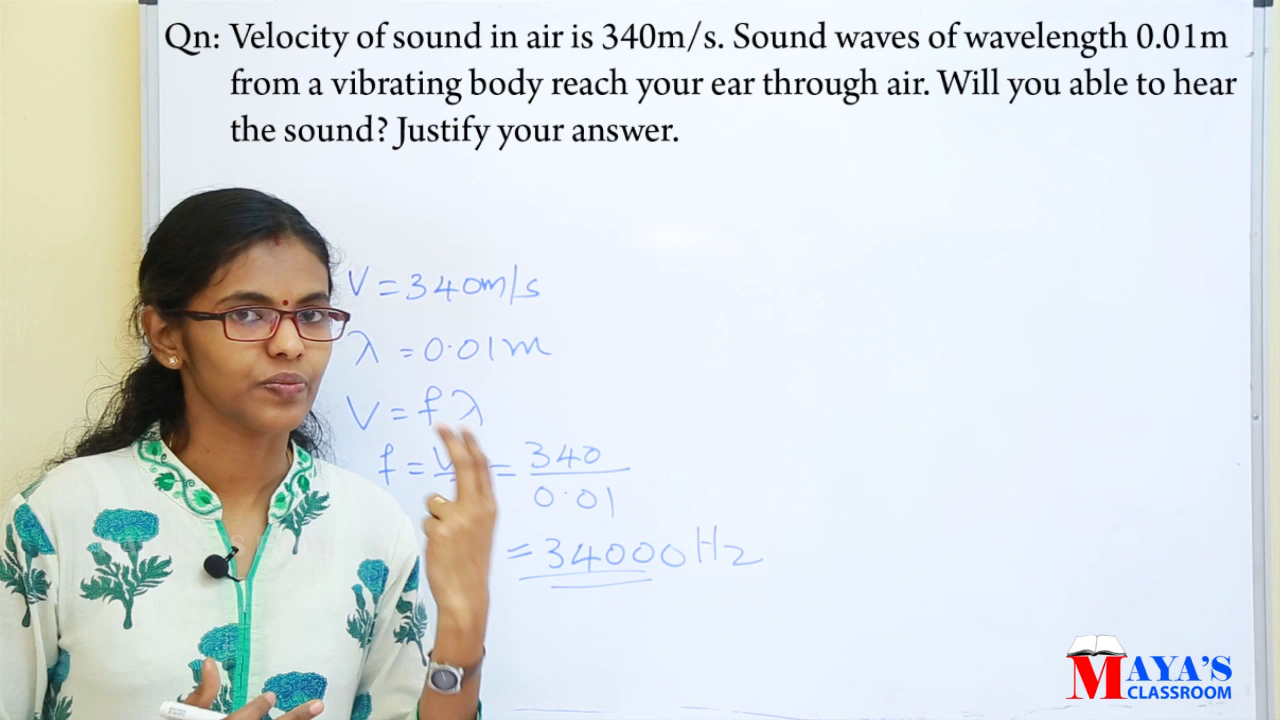 Qn: Velocity of sound in air is 340m/s. Sound waves of wavelength 0.01m
from a vibrating body reach your ear through air. Will you able to hear
the sound? Justify your answer.
V = 340m/s
λ = 0.01m
V = fλ
f = V = 340
0.01
= 34000Hz
MAYA'S
CLASSROOM